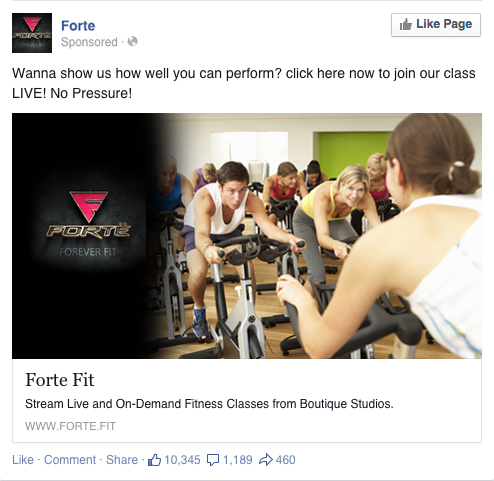 Forte
Like Page
Sponsored ·
Wanna show us how well you can perform? click here now to join our class
LIVE! No Pressure!
FORTE
FORTE
FOREVER FIT
Forte Fit
Stream Live and On-Demand Fitness Classes from Boutique Studios.
WWW.FORTE.FIT
Like · Comment · Share · 10,345 1,189 460